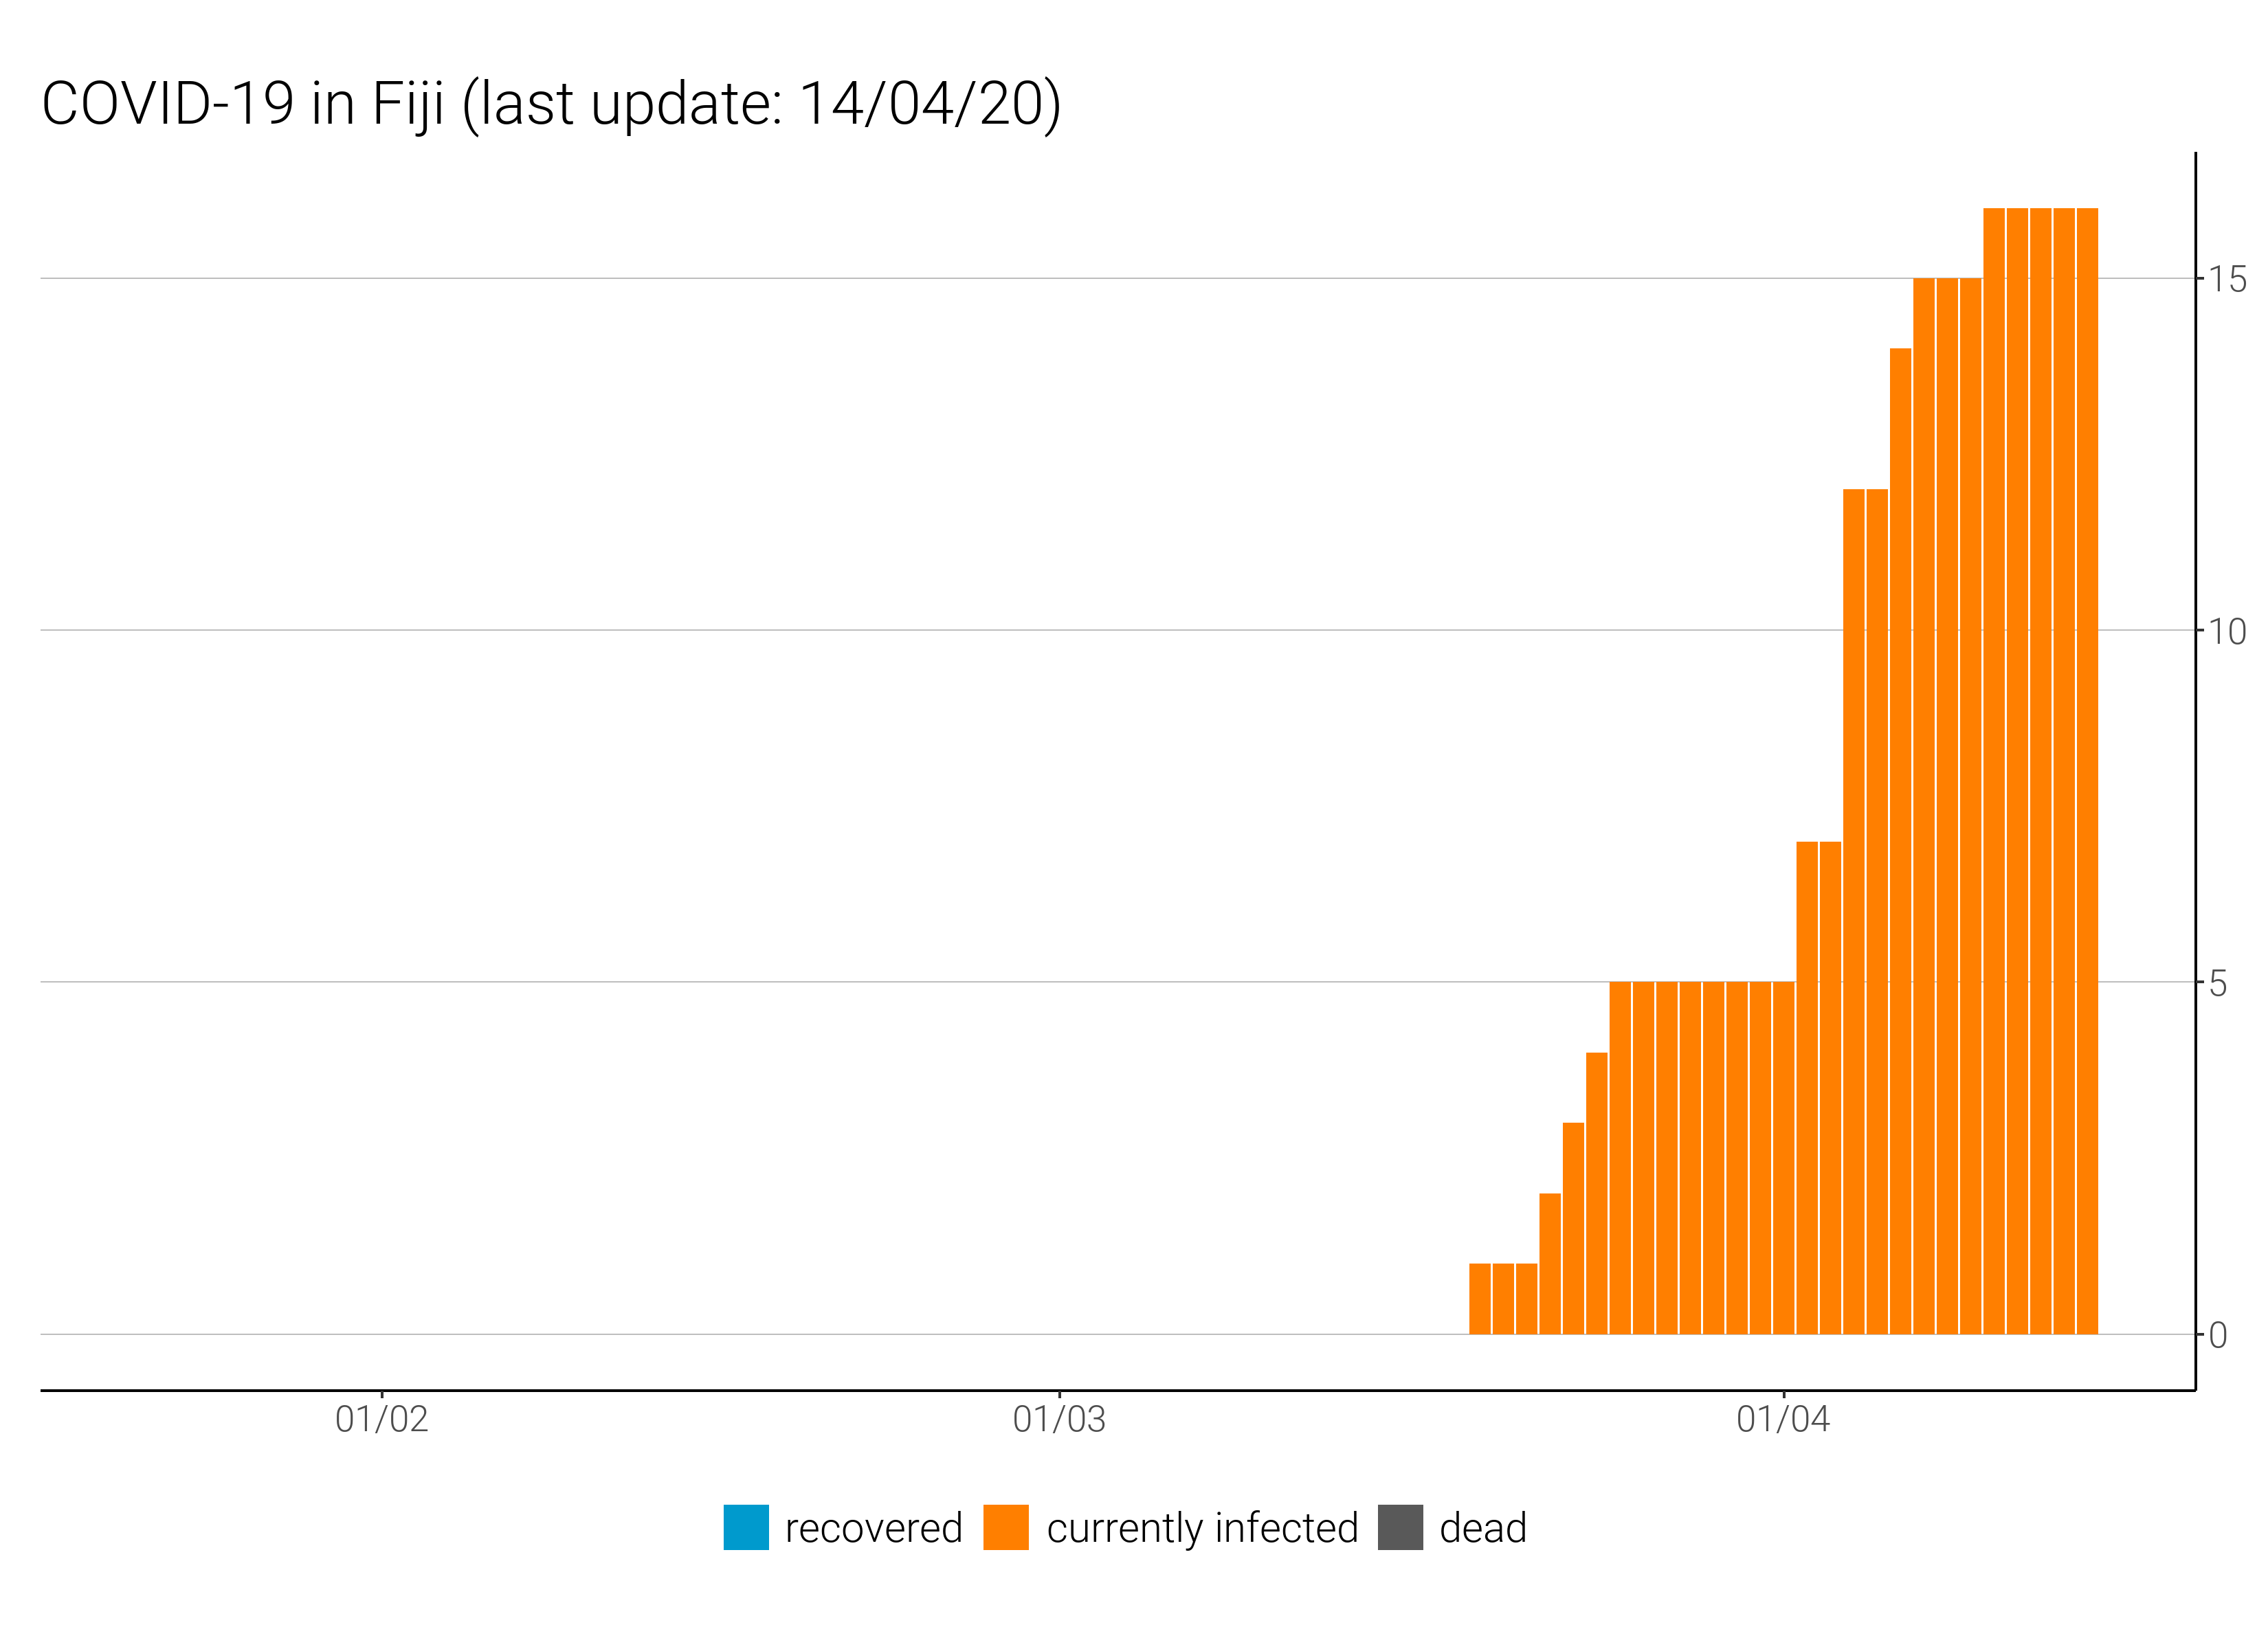 COVID-19 in Fiji (last update: 14/04/20)
15
10
5
0
01/02 01/03 01/04
recovered currently infected dead